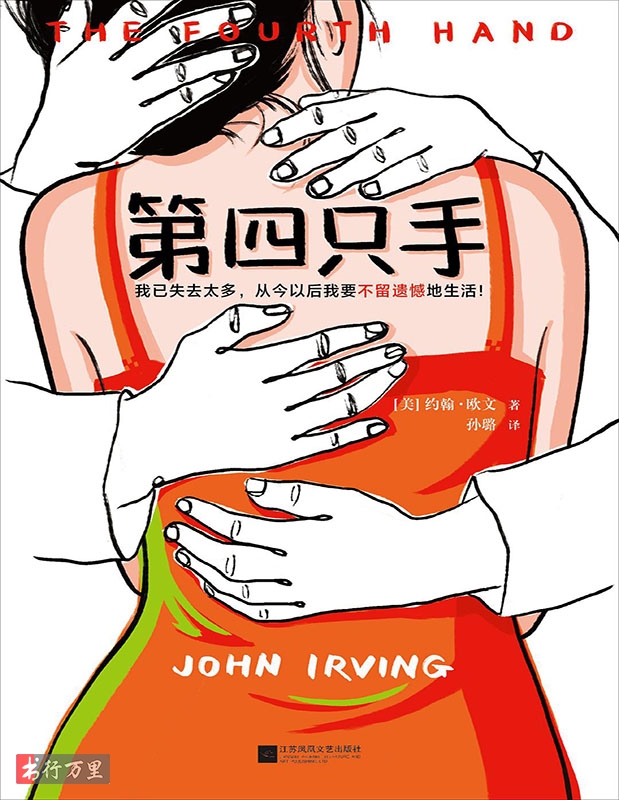 THE FOURTH HAND
第四只手
我已失去太多，从今以后我要不留遗憾地生活！
[美] 约翰·欧文 著
孙璐 译
JOHN IRVING
江苏凤凰文艺出版社
书行万里